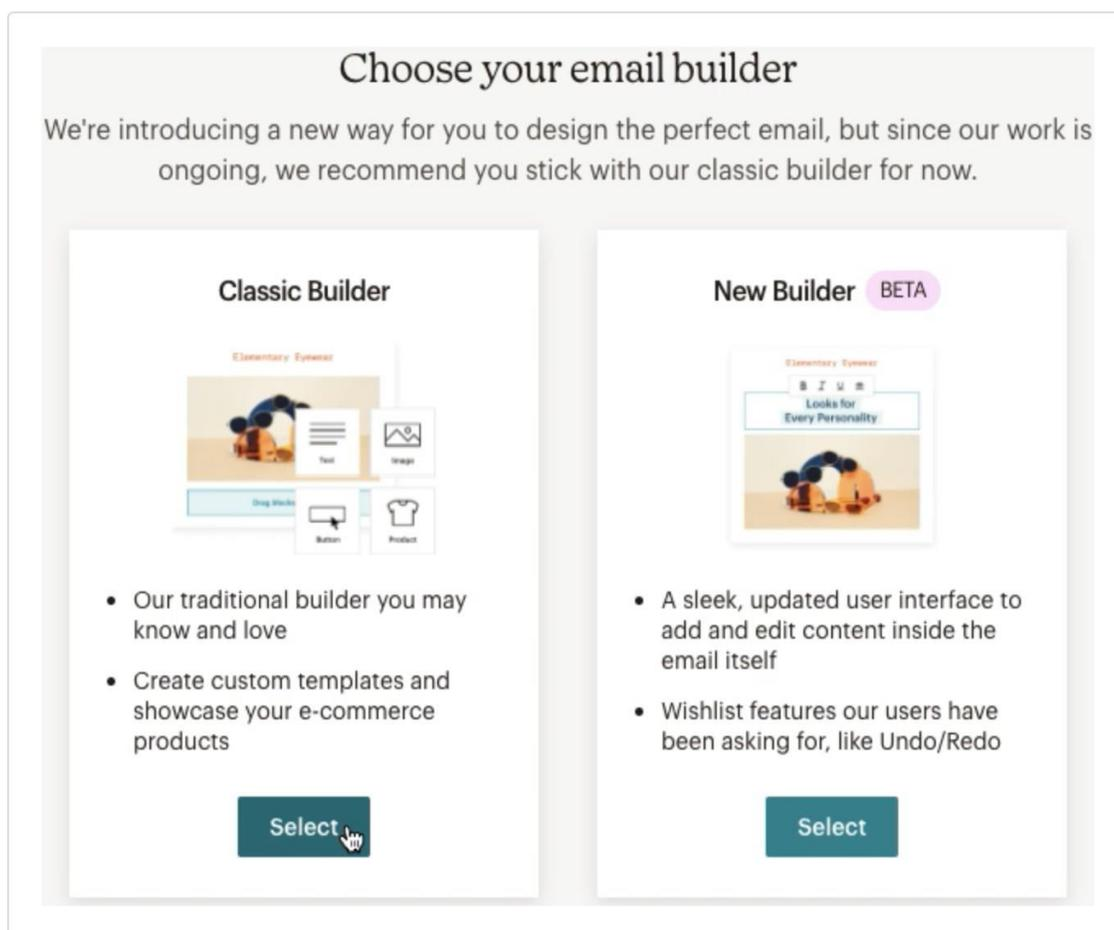 Choose your email builder
We're introducing a new way for you to design the perfect email, but since our work is
ongoing, we recommend you stick with our classic builder for now.
Classic Builder
Elementary Eyewear
Text
Image
Drag blocks
Button
Product
• Our traditional builder you may
know and love
• Create custom templates and
showcase your e-commerce
products
Select
New Builder BETA
Elementary Eyewear
B I U
Looks for
Every Personality
• A sleek, updated user interface to
add and edit content inside the
email itself
• Wishlist features our users have
been asking for, like Undo/Redo
Select